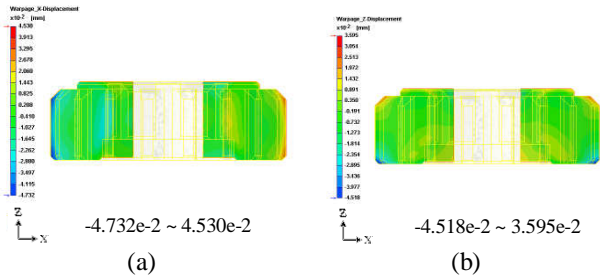 Warpage_X-Displacement
x10-2 [mm]
4.530
3.913
3.295
2.678
2.060
1.443
0.825
0.208
-0.410
-1.027
-1.645
-2.262
-2.880
-3.497
-4.115
-4.732
Z
X
-4.732e-2 ~ 4.530e-2
(a)
Warpage_Z-Displacement
x10-2 [mm]
3.595
3.054
2.513
1.972
1.432
0.891
0.350
-0.191
-0.732
-1.273
-1.814
-2.354
-2.895
-3.436
-3.977
-4.518
Z
X
-4.518e-2 ~ 3.595e-2
(b)